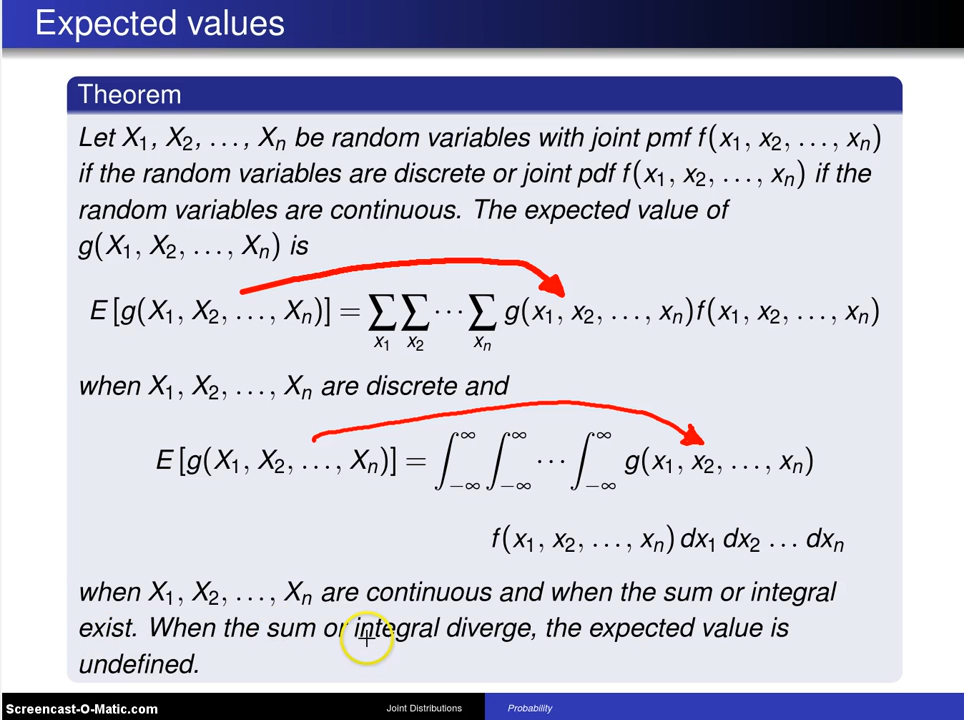 Expected values
Theorem
Let X₁, X₂, . . . , Xₙ be random variables with joint pmf f(x₁, x₂, . . . , xₙ)
if the random variables are discrete or joint pdf f(x₁, x₂, . . . , xₙ) if the
random variables are continuous. The expected value of
g(X₁, X₂, . . . , Xₙ) is
E [g(X₁, X₂, . . . , Xₙ)] = ∑_{x₁} ∑_{x₂} · · · ∑_{xₙ} g(x₁, x₂, . . . , xₙ)f(x₁, x₂, . . . , xₙ)
when X₁, X₂, . . . , Xₙ are discrete and
E [g(X₁, X₂, . . . , Xₙ)] = ∫_{−∞}^{∞} ∫_{−∞}^{∞} · · · ∫_{−∞}^{∞} g(x₁, x₂, . . . , xₙ)
f(x₁, x₂, . . . , xₙ) dx₁ dx₂ . . . dxₙ
when X₁, X₂, . . . , Xₙ are continuous and when the sum or integral
exist. When the sum or integral diverge, the expected value is
undefined.
Screencast-O-Matic.com Joint Distributions Probability